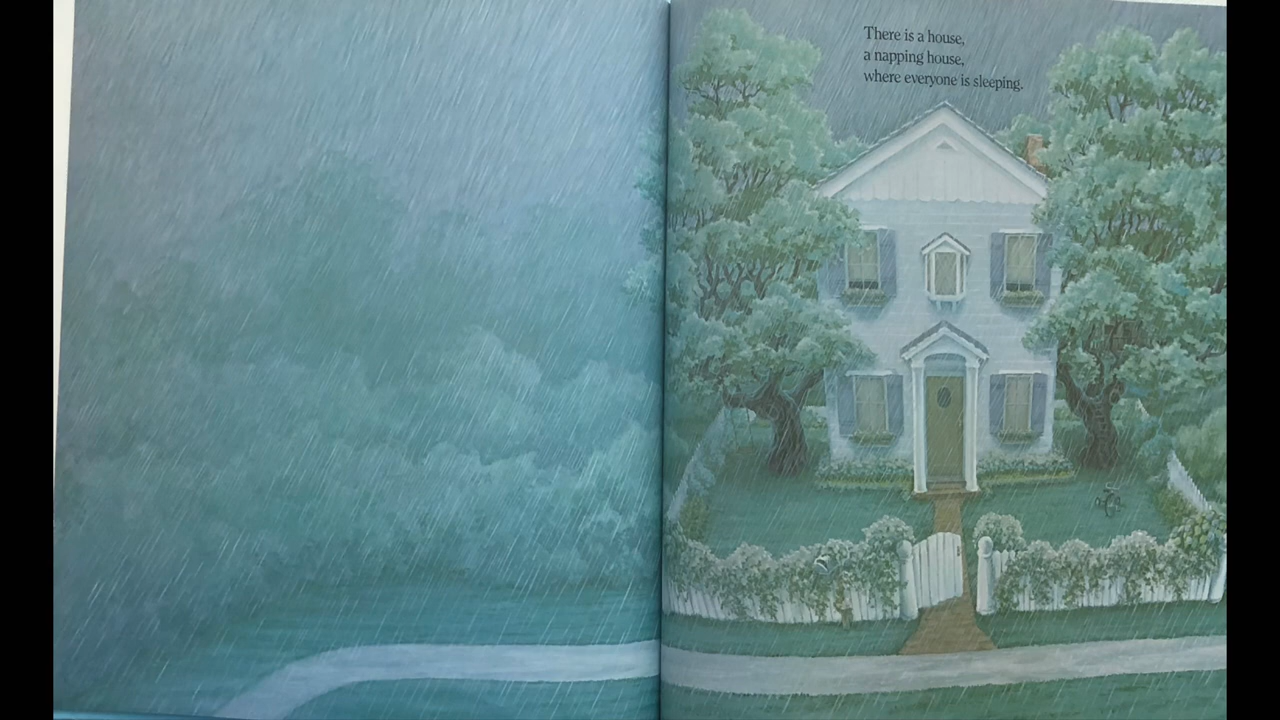 There is a house,
a napping house,
where everyone is sleeping.